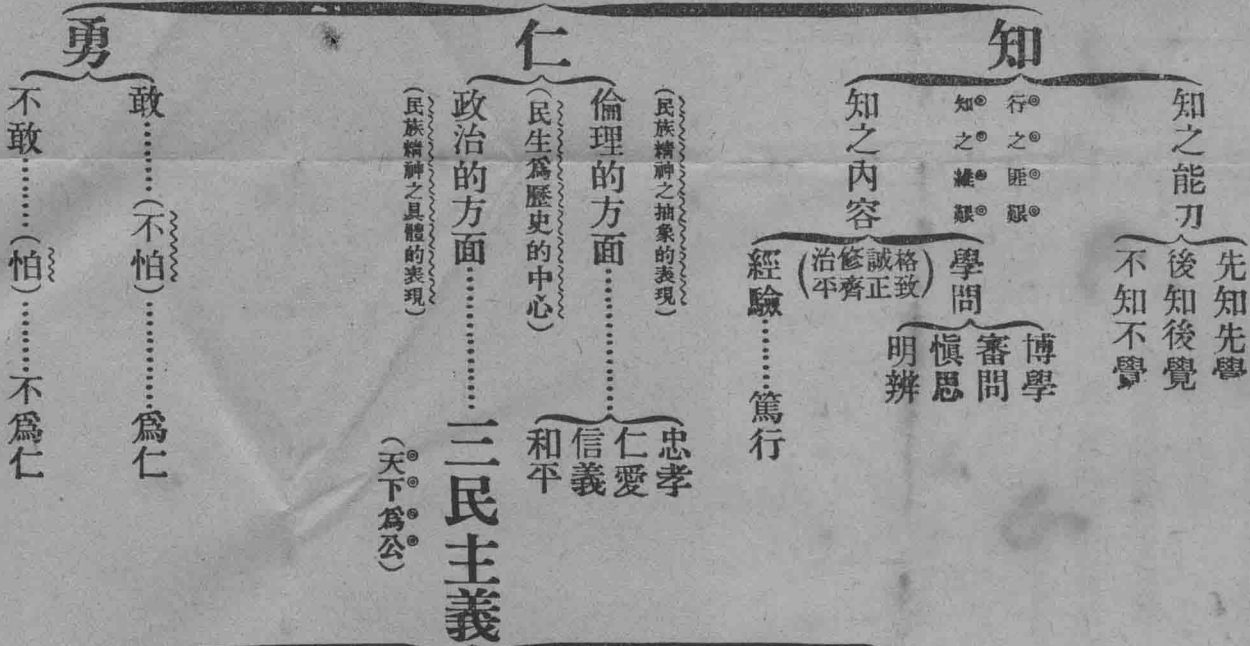 知
知之能力
先知先覺
後知後覺
不知不覺
行之匪艱
知之維艱
知之內容
學問
(格致
誠正
修齊
治平)
博學
審問
慎思
明辨
經驗………篤行
仁
(民族精神之抽象的表現)
倫理的方面…………
忠孝
仁愛
信義
和平
(民生爲歷史的中心)
政治的方面…………三民主義
(民族精神之具體的表現)
(天下爲公)
勇
敢………(不怕)………爲仁
不敢………(怕)………不爲仁